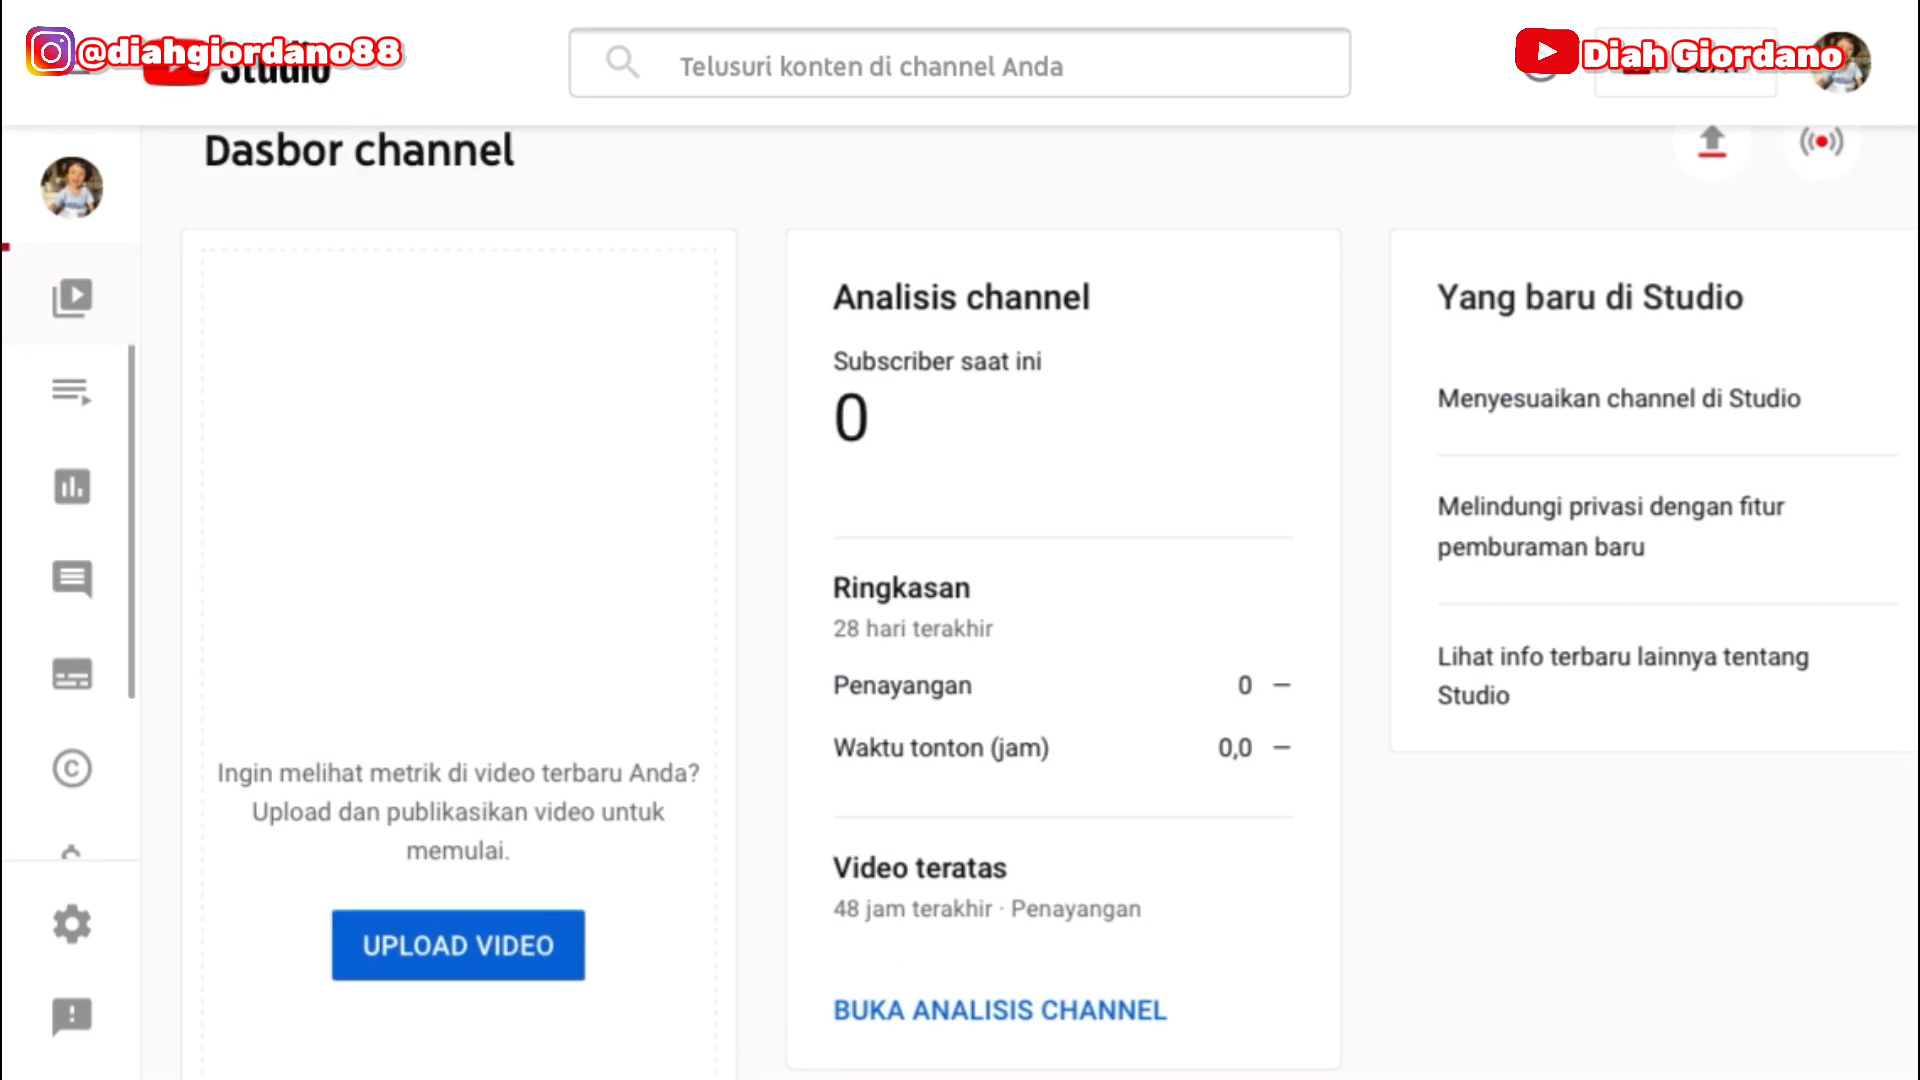 @diahgiordano88
Studio
Telusuri konten di channel Anda
Diah Giordano
Dasbor channel
Ingin melihat metrik di video terbaru Anda?
Upload dan publikasikan video untuk
memulai.
UPLOAD VIDEO
Analisis channel
Subscriber saat ini
0
Ringkasan
28 hari terakhir
Penayangan 0 —
Waktu tonton (jam) 0,0 —
Video teratas
48 jam terakhir · Penayangan
BUKA ANALISIS CHANNEL
Yang baru di Studio
Menyesuaikan channel di Studio
Melindungi privasi dengan fitur
pemburaman baru
Lihat info terbaru lainnya tentang
Studio